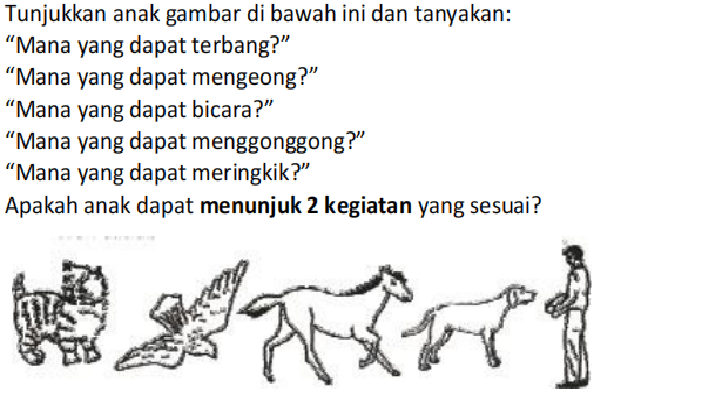 Tunjukkan anak gambar di bawah ini dan tanyakan:
“Mana yang dapat terbang?”
“Mana yang dapat mengeong?”
“Mana yang dapat bicara?”
“Mana yang dapat menggonggong?”
“Mana yang dapat meringkik?”
Apakah anak dapat menunjuk 2 kegiatan yang sesuai?